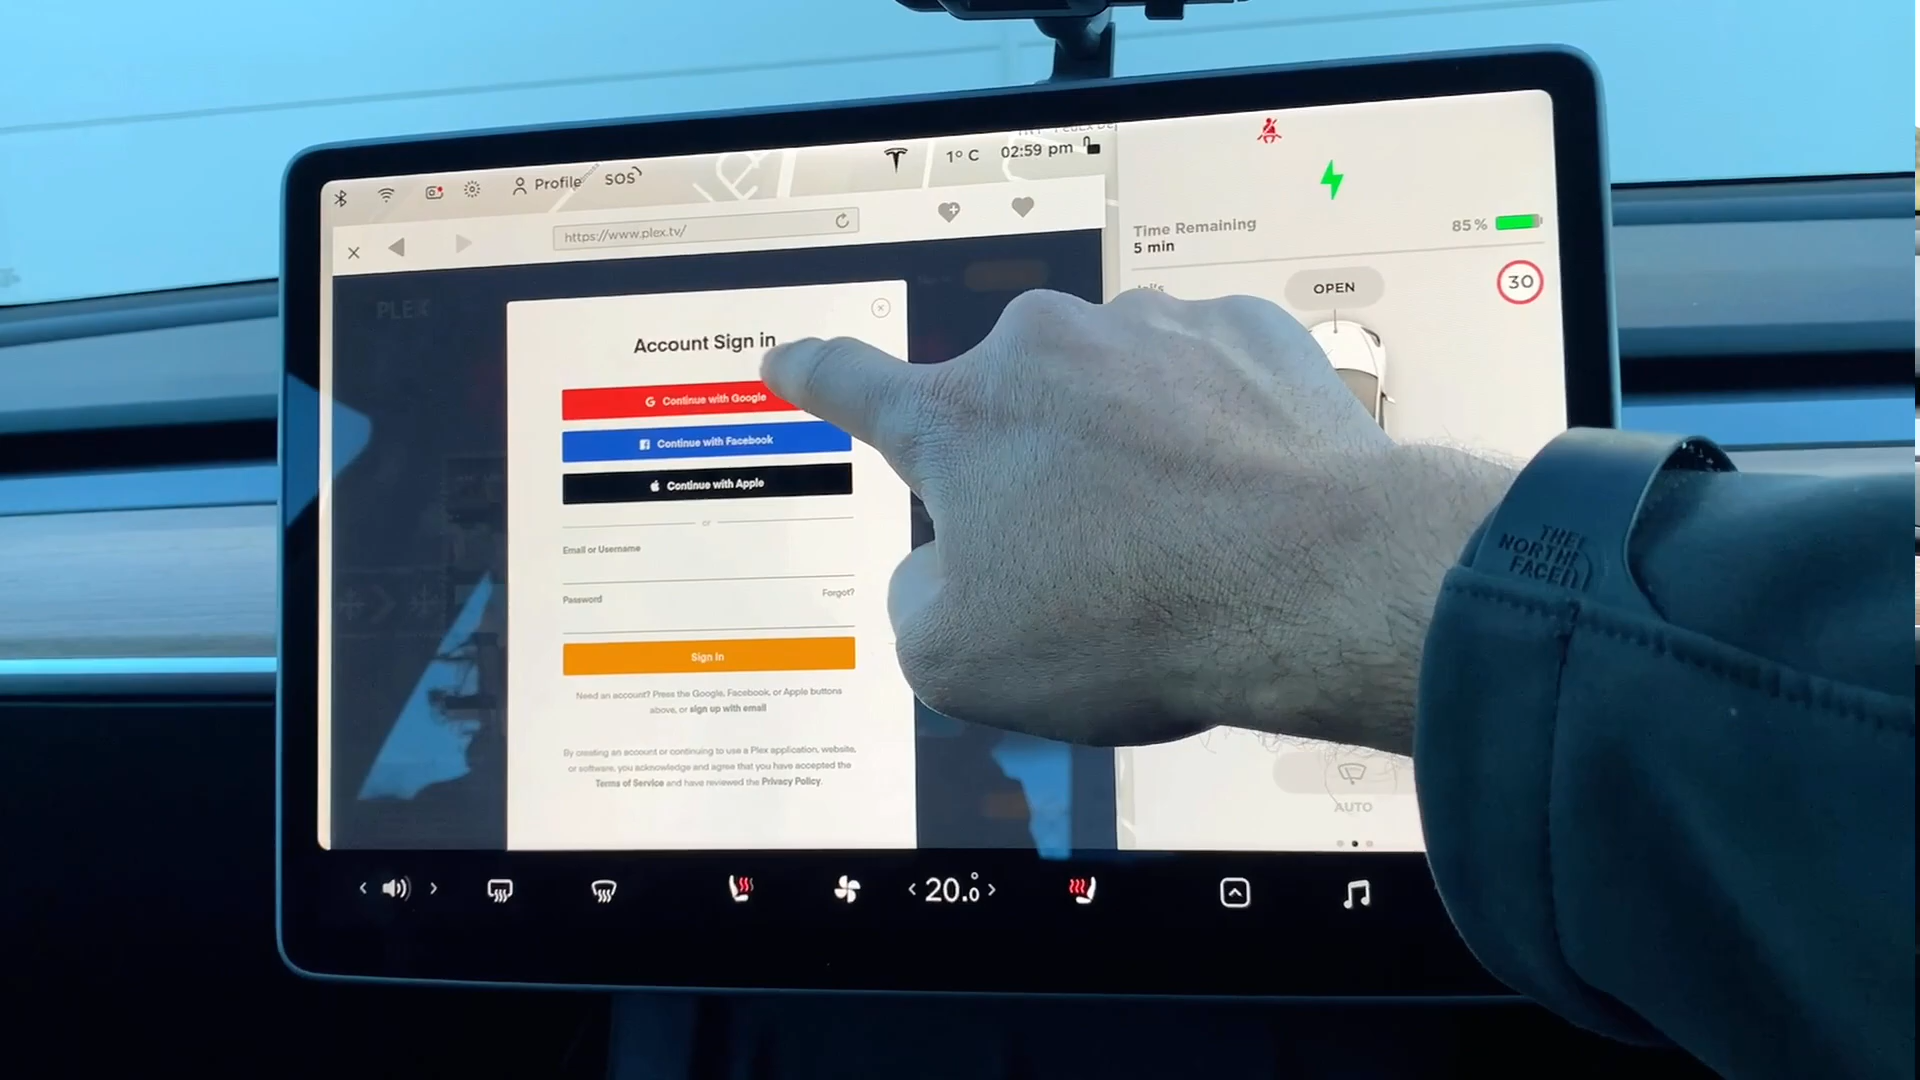 Profile
SOS
1° C
02:59 pm
https://www.plex.tv/
Time Remaining
5 min
85 %
OPEN
30
PLEX
Account Sign in
Continue with Google
Continue with Facebook
Continue with Apple
or
Email or Username
Password
Forgot?
Sign In
Need an account? Press the Google, Facebook, or Apple buttons
above, or sign up with email
By creating an account or continuing to use a Plex application, website,
or software, you acknowledge and agree that you have accepted the
Terms of Service and have reviewed the Privacy Policy.
AUTO
20.0
THE
NORTH
FACE